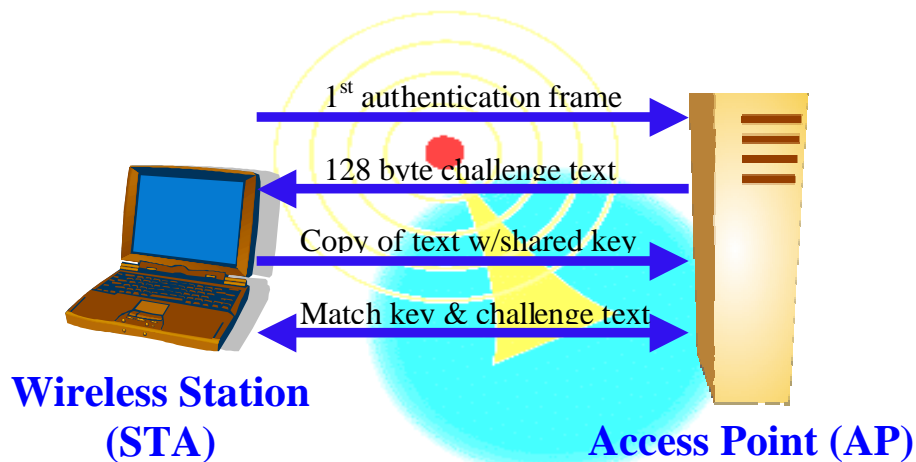 1st authentication frame
128 byte challenge text
Copy of text w/shared key
Match key & challenge text
Wireless Station
(STA)
Access Point (AP)